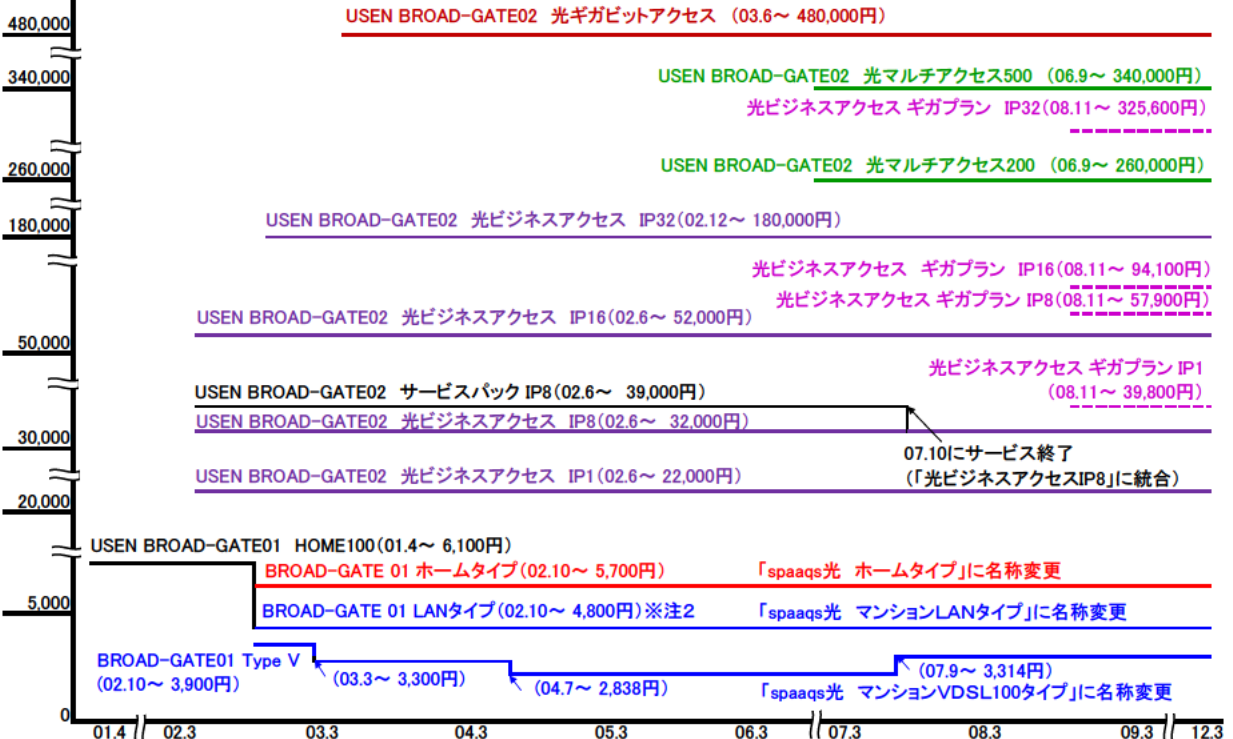 USEN BROAD-GATE02 光ギガビットアクセス (03.6~ 480,000円)
480,000
USEN BROAD-GATE02 光マルチアクセス500 (06.9~ 340,000円)
340,000
光ビジネスアクセス ギガプラン IP32(08.11~ 325,600円)
USEN BROAD-GATE02 光マルチアクセス200 (06.9~ 260,000円)
260,000
USEN BROAD-GATE02 光ビジネスアクセス IP32(02.12~ 180,000円)
180,000
光ビジネスアクセス ギガプラン IP16(08.11~ 94,100円)
光ビジネスアクセス ギガプラン IP8(08.11~ 57,900円)
USEN BROAD-GATE02 光ビジネスアクセス IP16(02.6~ 52,000円)
50,000
光ビジネスアクセス ギガプラン IP1
(08.11~ 39,800円)
USEN BROAD-GATE02 サービスパック IP8(02.6~ 39,000円)
USEN BROAD-GATE02 光ビジネスアクセス IP8(02.6~ 32,000円)
30,000
07.10にサービス終了
(「光ビジネスアクセスIP8」に統合)
USEN BROAD-GATE02 光ビジネスアクセス IP1(02.6~ 22,000円)
20,000
USEN BROAD-GATE01 HOME100(01.4~ 6,100円)
BROAD-GATE 01 ホームタイプ(02.10~ 5,700円) 「spaaqs光 ホームタイプ」に名称変更
5,000
BROAD-GATE 01 LANタイプ(02.10~ 4,800円)※注2 「spaaqs光 マンションLANタイプ」に名称変更
BROAD-GATE01 Type V
(02.10~ 3,900円)
(03.3~ 3,300円)
(04.7~ 2,838円)
(07.9~ 3,314円)
「spaaqs光 マンションVDSL100タイプ」に名称変更
0
01.4 02.3 03.3 04.3 05.3 06.3 07.3 08.3 09.3 12.3